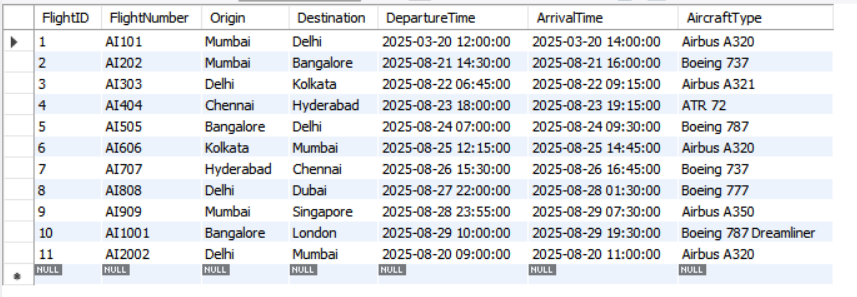 FlightID FlightNumber Origin Destination DepartureTime ArrivalTime AircraftType
1 AI101 Mumbai Delhi 2025-03-20 12:00:00 2025-03-20 14:00:00 Airbus A320
2 AI202 Mumbai Bangalore 2025-08-21 14:30:00 2025-08-21 16:00:00 Boeing 737
3 AI303 Delhi Kolkata 2025-08-22 06:45:00 2025-08-22 09:15:00 Airbus A321
4 AI404 Chennai Hyderabad 2025-08-23 18:00:00 2025-08-23 19:15:00 ATR 72
5 AI505 Bangalore Delhi 2025-08-24 07:00:00 2025-08-24 09:30:00 Boeing 787
6 AI606 Kolkata Mumbai 2025-08-25 12:15:00 2025-08-25 14:45:00 Airbus A320
7 AI707 Hyderabad Chennai 2025-08-26 15:30:00 2025-08-26 16:45:00 Boeing 737
8 AI808 Delhi Dubai 2025-08-27 22:00:00 2025-08-28 01:30:00 Boeing 777
9 AI909 Mumbai Singapore 2025-08-28 23:55:00 2025-08-29 07:30:00 Airbus A350
10 AI1001 Bangalore London 2025-08-29 10:00:00 2025-08-29 19:30:00 Boeing 787 Dreamliner
11 AI2002 Delhi Mumbai 2025-08-20 09:00:00 2025-08-20 11:00:00 Airbus A320
NULL NULL NULL NULL NULL NULL NULL